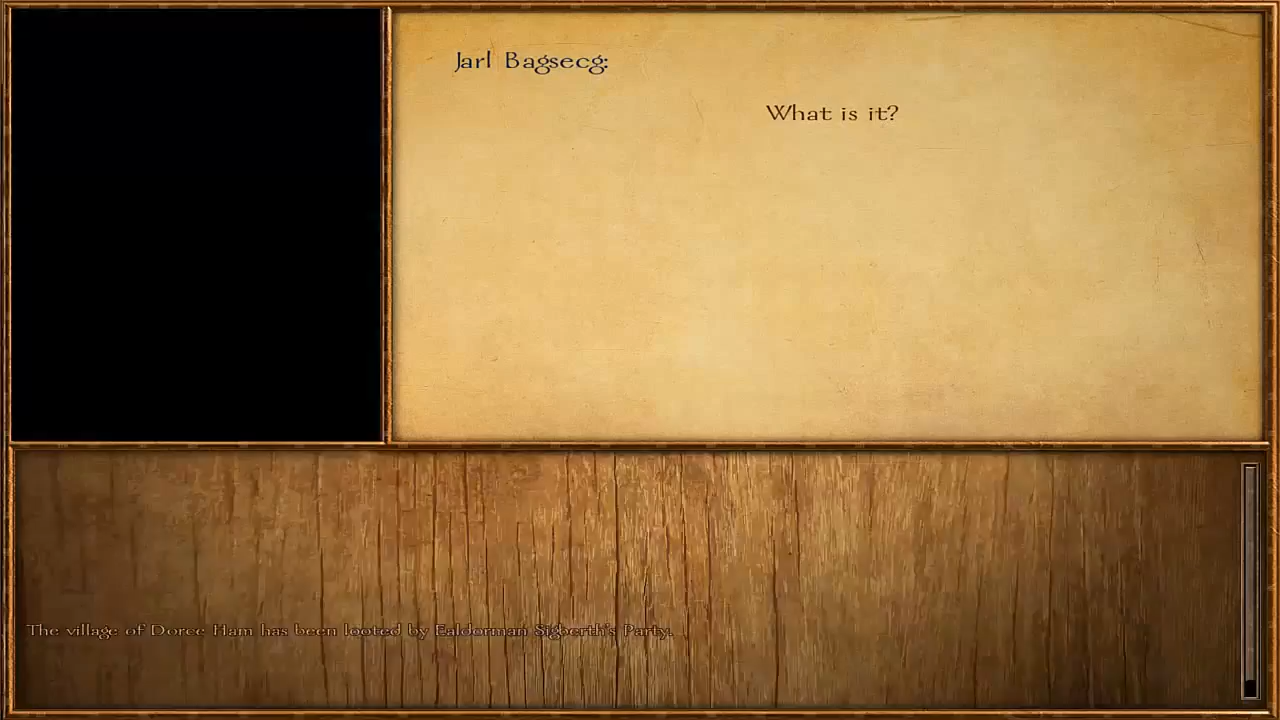 Jarl Bagsecg:
What is it?
The village of Dorce Ham has been looted by Ealdorman Sigberth's Party.